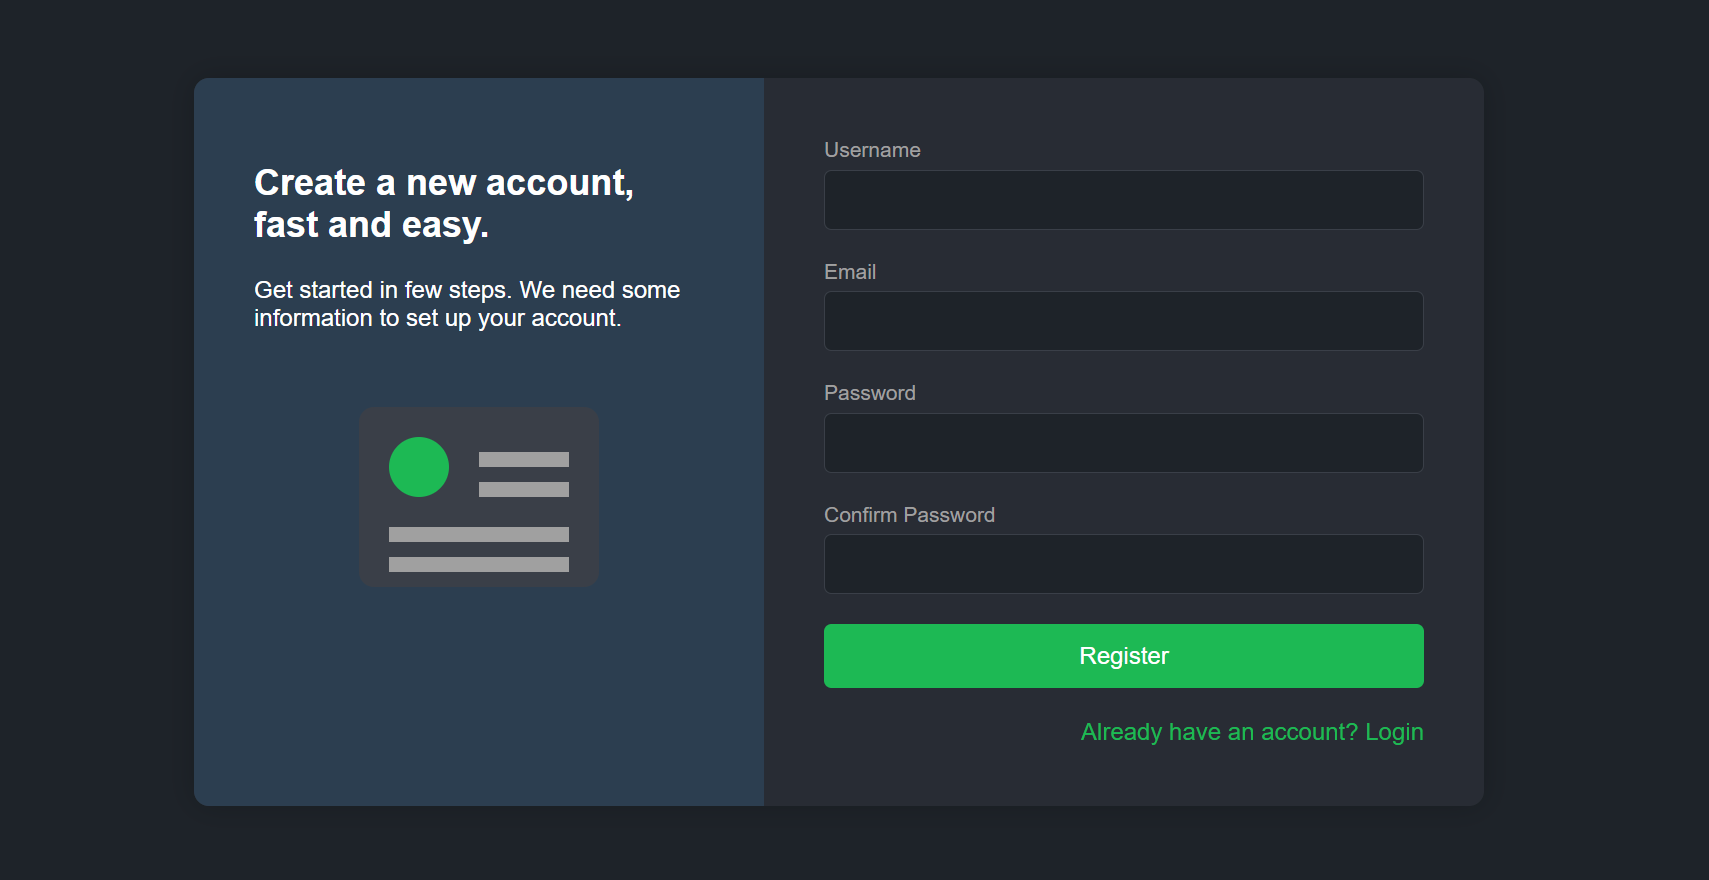 Create a new account,
fast and easy.
Get started in few steps. We need some
information to set up your account.
Username
Email
Password
Confirm Password
Register
Already have an account? Login